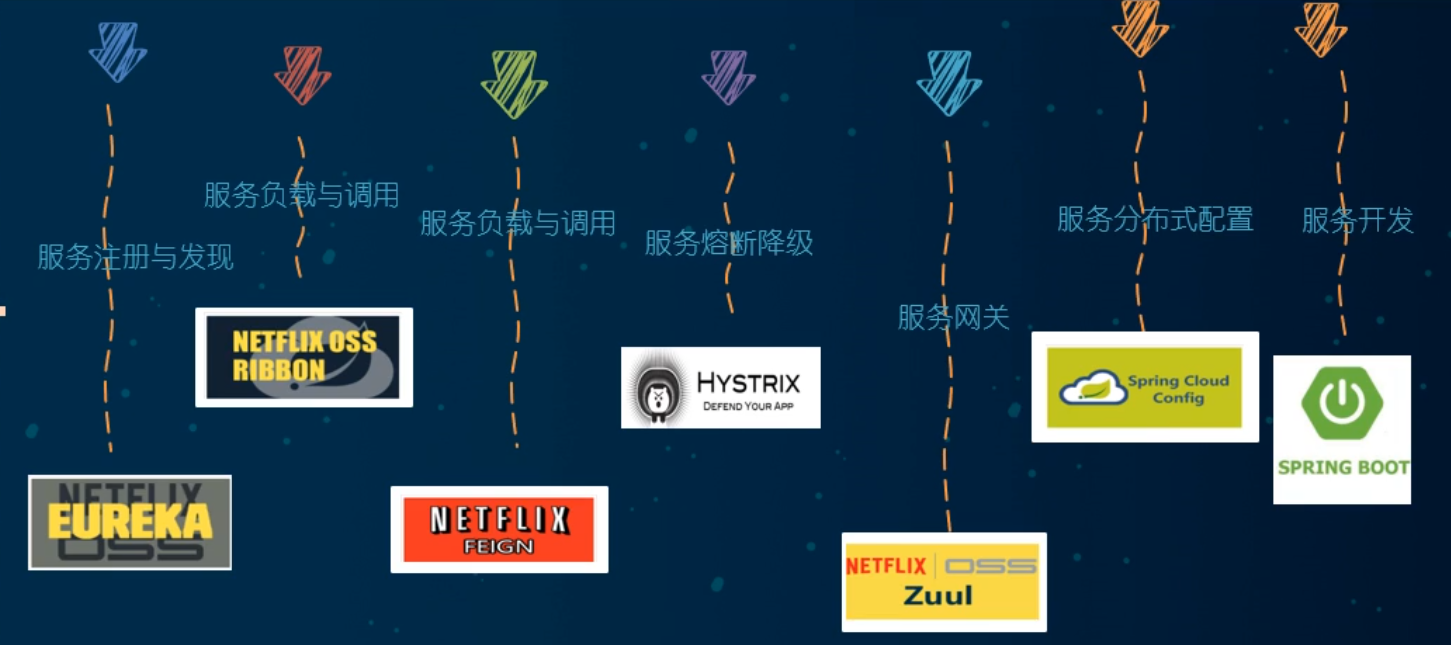 服务注册与发现
NETFLIX
EUREKA
OSS
服务负载与调用
NETFLIX OSS
RIBBON
服务负载与调用
NETFLIX
FEIGN
服务熔断降级
HYSTRIX
DEFEND YOUR APP
服务网关
NETFLIX OSS
Zuul
服务分布式配置
Spring Cloud
Config
服务开发
SPRING BOOT